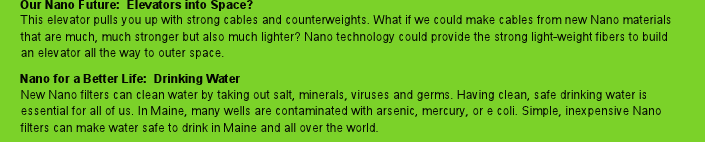 Our Nano Future:  Elevators into Space?
This elevator pulls you up with strong cables and counterweights. What if we could make cables from new Nano materials
that are much, much stronger but also much lighter? Nano technology could provide the strong light-weight fibers to build
an elevator all the way to outer space.
Nano for a Better Life:  Drinking Water
New Nano filters can clean water by taking out salt, minerals, viruses and germs. Having clean, safe drinking water is
essential for all of us. In Maine, many wells are contaminated with arsenic, mercury, or e coli. Simple, inexpensive Nano
filters can make water safe to drink in Maine and all over the world.